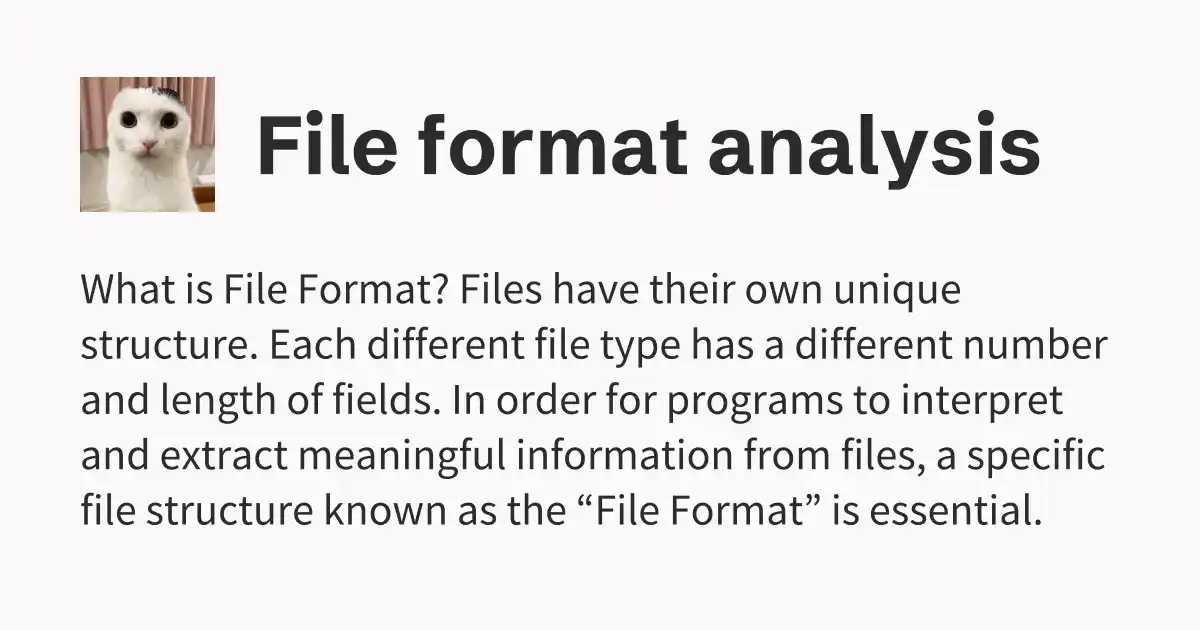 File format analysis
What is File Format? Files have their own unique
structure. Each different file type has a different number
and length of fields. In order for programs to interpret
and extract meaningful information from files, a specific
file structure known as the “File Format” is essential.